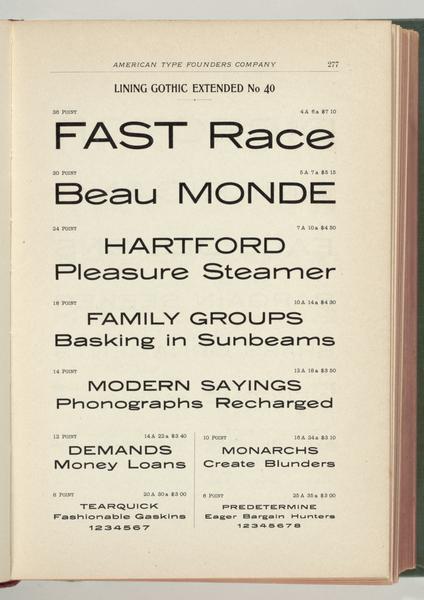 AMERICAN TYPE FOUNDERS COMPANY 277
LINING GOTHIC EXTENDED No 40
36 POINT 4 A 6 a $7 10
FAST Race
30 POINT 5 A 7 a $5 15
Beau MONDE
24 POINT 7 A 10 a $4 50
HARTFORD
Pleasure Steamer
18 POINT 10 A 14 a $4 30
FAMILY GROUPS
Basking in Sunbeams
14 POINT 12 A 18 a $3 50
MODERN SAYINGS
Phonographs Recharged
12 POINT 14 A 22 a $3 40
DEMANDS
Money Loans
10 POINT 16 A 24 a $3 10
MONARCHS
Create Blunders
8 POINT 20 A 30 a $3 00
TEARQUICK
Fashionable Gaskins
1234567
6 POINT 25 A 35 a $3 00
PREDETERMINE
Eager Bargain Hunters
12345678